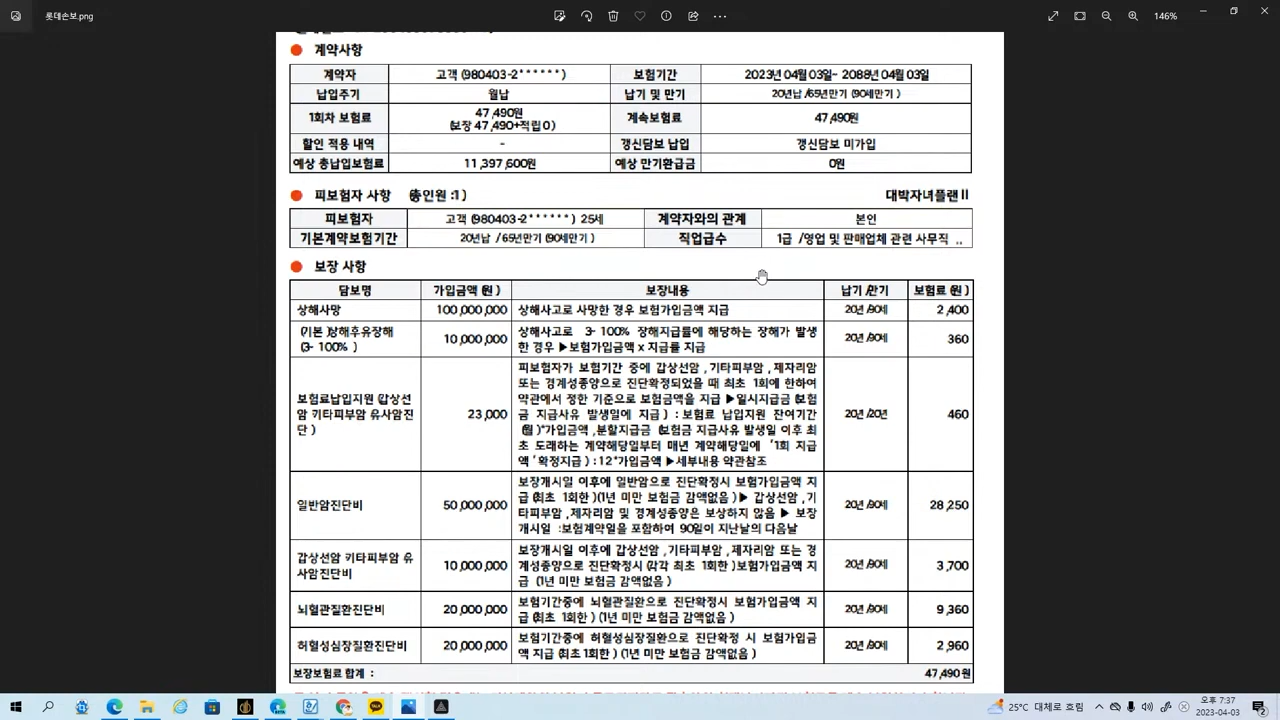 롯데손보.png
146%
계약사항
계약자 고객 (980403-2******) 보험기간 2023년 04월 03일~ 2088년 04월 03일
납입주기 월납 납기 및 만기 20년납 /65년만기 (90세만기 )
1회차 보험료 47,490원 계속보험료 47,490원
(보장 47,490+적립 0)
할인 적용 내역 - 갱신담보 납입 갱신담보 미가입
예상 총납입보험료 11,397,600원 예상 만기환급금 0원
피보험자 사항 (총인원 :1) 대박자녀플랜Ⅱ
피보험자 고객 (980403-2******) 25세 계약자와의 관계 본인
기본계약보험기간 20년납 /65년만기 (90세만기 ) 직업급수 1급 /영업 및 판매업체 관련 사무직 ..
보장 사항
담보명 가입금액 (원 ) 보장내용 납기 /만기 보험료 (원 )
상해사망 100,000,000 상해사고로 사망한 경우 보험가입금액 지급 20년 /90세 2,400
(기본 )상해후유장해
(3- 100% )
10,000,000
상해사고로 3- 100% 장해지급률에 해당하는 장해가 발생
한 경우 ▶보험가입금액 x 지급률 지급
20년 /90세 360
보험료납입지원 (갑상선
암 키타피부암 유사암진
단 )
23,000
피보험자가 보험기간 중에 갑상선암 ,기타피부암 ,제자리암
또는 경계성종양으로 진단확정되었을 때 최초 1회에 한하여
약관에서 정한 기준으로 보험금액을 지급 ▶일시지급금 (보험
금 지급사유 발생일에 지급 ) : 보험료 납입지원 잔여기간
(월 )*가입금액 ,분할지급금 (보험금 지급사유 발생일 이후 최
초 도래하는 계약해당일부터 매년 계약해당일에 '1회 지급
액 '확정지급 ) : 12*가입금액 ▶세부내용 약관참조
20년 /20년 460
일반암진단비 50,000,000
보장개시일 이후에 일반암으로 진단확정시 보험가입금액 지
급 (최초 1회한 )(1년 미만 보험금 감액없음 )▶ 갑상선암 ,기
타피부암 ,제자리암 및 경계성종양은 보상하지 않음 ▶ 보장
개시일 :보험계약일을 포함하여 90일이 지난날의 다음날
20년 /90세 28,250
갑상선암 키타피부암 유
사암진단비
10,000,000
보장개시일 이후에 갑상선암 ,기타피부암 ,제자리암 또는 경
계성종양으로 진단확정시 (각각 최초 1회한 )보험가입금액 지
급 (1년 미만 보험금 감액없음 )
20년 /90세 3,700
뇌혈관질환진단비 20,000,000
보험기간중에 뇌혈관질환으로 진단확정시 보험가입금액 지
급 (최초 1회한 ) (1년 미만 보험금 감액없음 )
20년 /90세 9,360
허혈성심장질환진단비 20,000,000
보험기간중에 허혈성심장질환으로 진단확정 시 보험가입금
액 지급 (최초1회한 ) (1년 미만 보험금 감액없음 )
20년 /90세 2,960
보장보험료 합계 : 47,490원
25°C 대체로 흐림
오후 7:37
2023-04-03